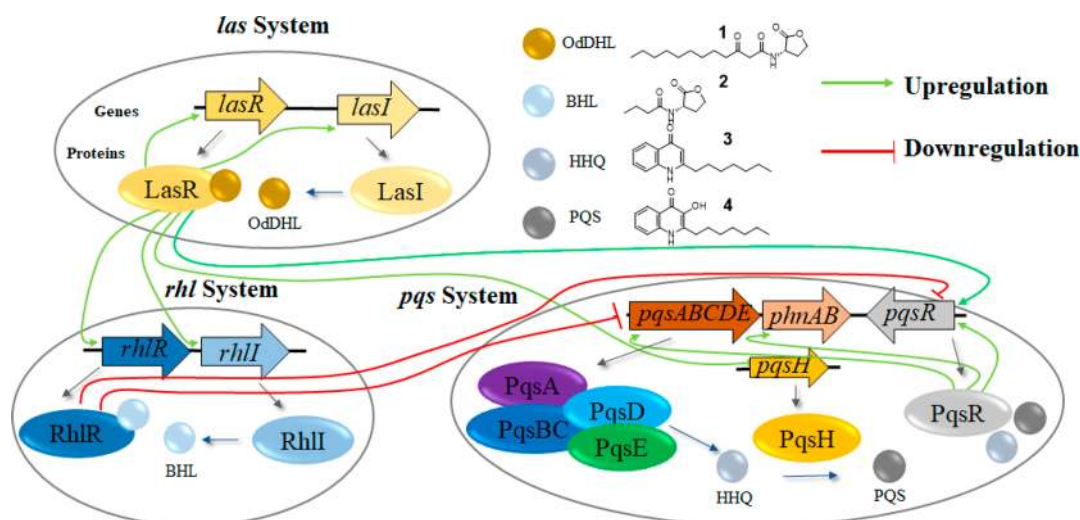 las System
Genes
lasR
lasI
Proteins
LasR
OdDHL
LasI
OdDHL
BHL
HHQ
PQS
1
O
O
O
O
N
H
2
O
O
O
N
H
3
O
N
H
4
O
OH
N
H
Upregulation
Downregulation
rhl System
rhlR
rhlI
RhlR
BHL
RhlI
pqs System
pqsABCDE
phnAB
pqsR
pqsH
PqsA
PqsD
PqsBC
PqsE
PqsH
PqsR
HHQ
PQS